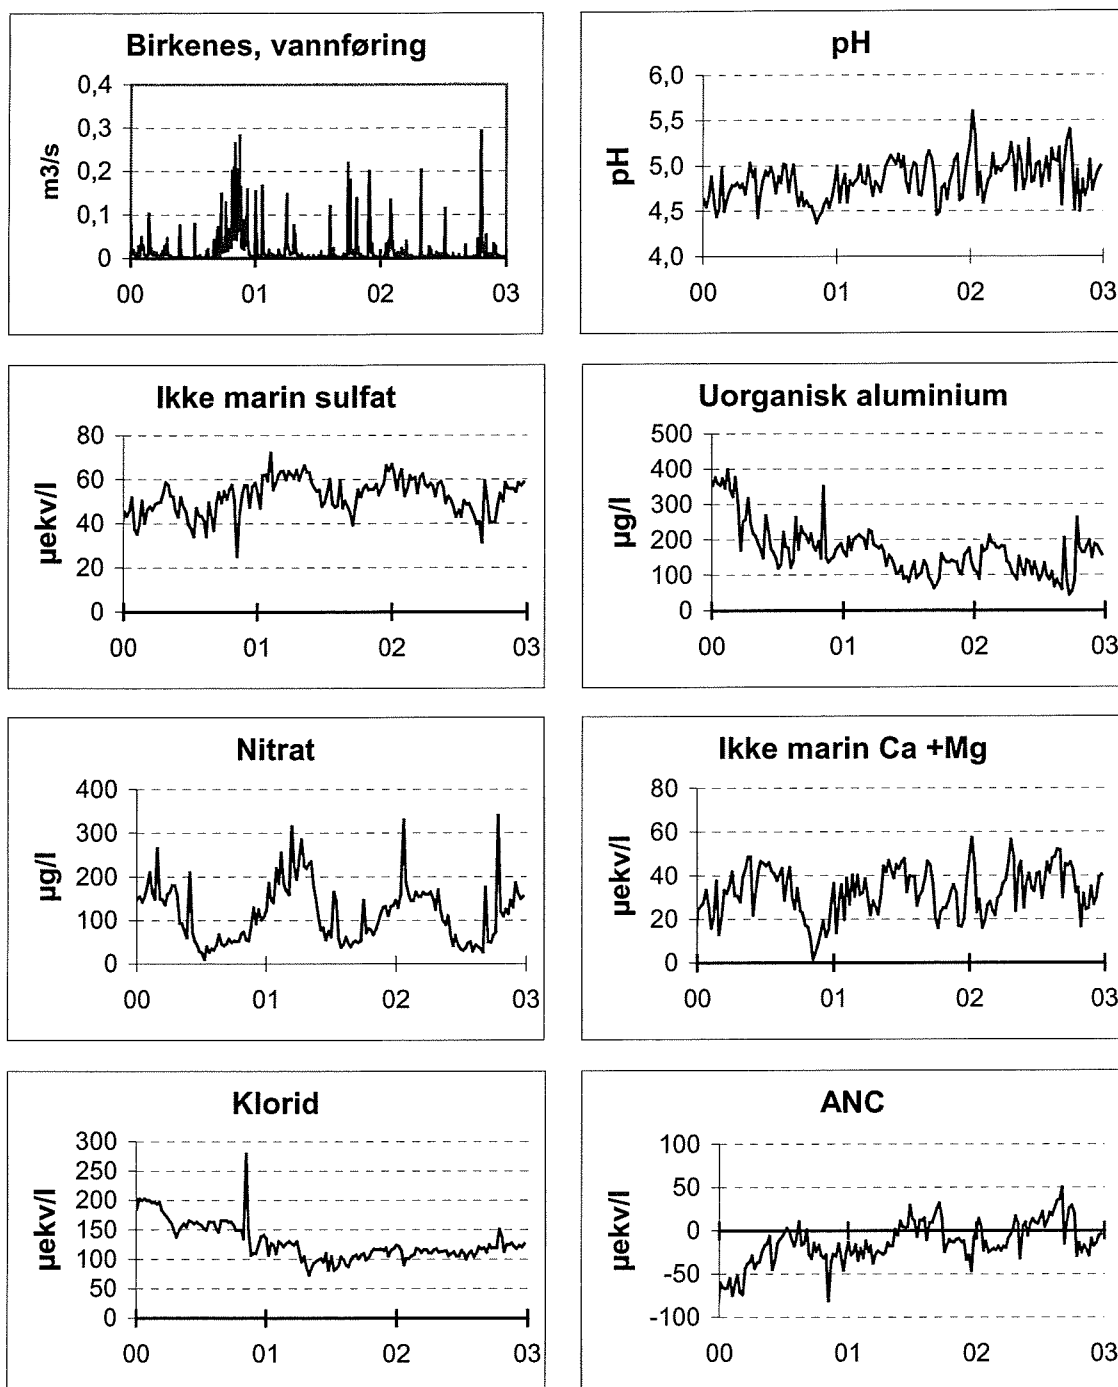 Birkenes, vannføring
m3/s
0,4
0,3
0,2
0,1
0
00 01 02 03
pH
pH
6,0
5,5
5,0
4,5
4,0
00 01 02 03
Ikke marin sulfat
µekv/l
80
60
40
20
0
00 01 02 03
Uorganisk aluminium
µg/l
500
400
300
200
100
0
00 01 02 03
Nitrat
µg/l
400
300
200
100
0
00 01 02 03
Ikke marin Ca +Mg
µekv/l
80
60
40
20
0
00 01 02 03
Klorid
µekv/l
300
250
200
150
100
50
0
00 01 02 03
ANC
µekv/l
100
50
0
-50
-100
00 01 02 03